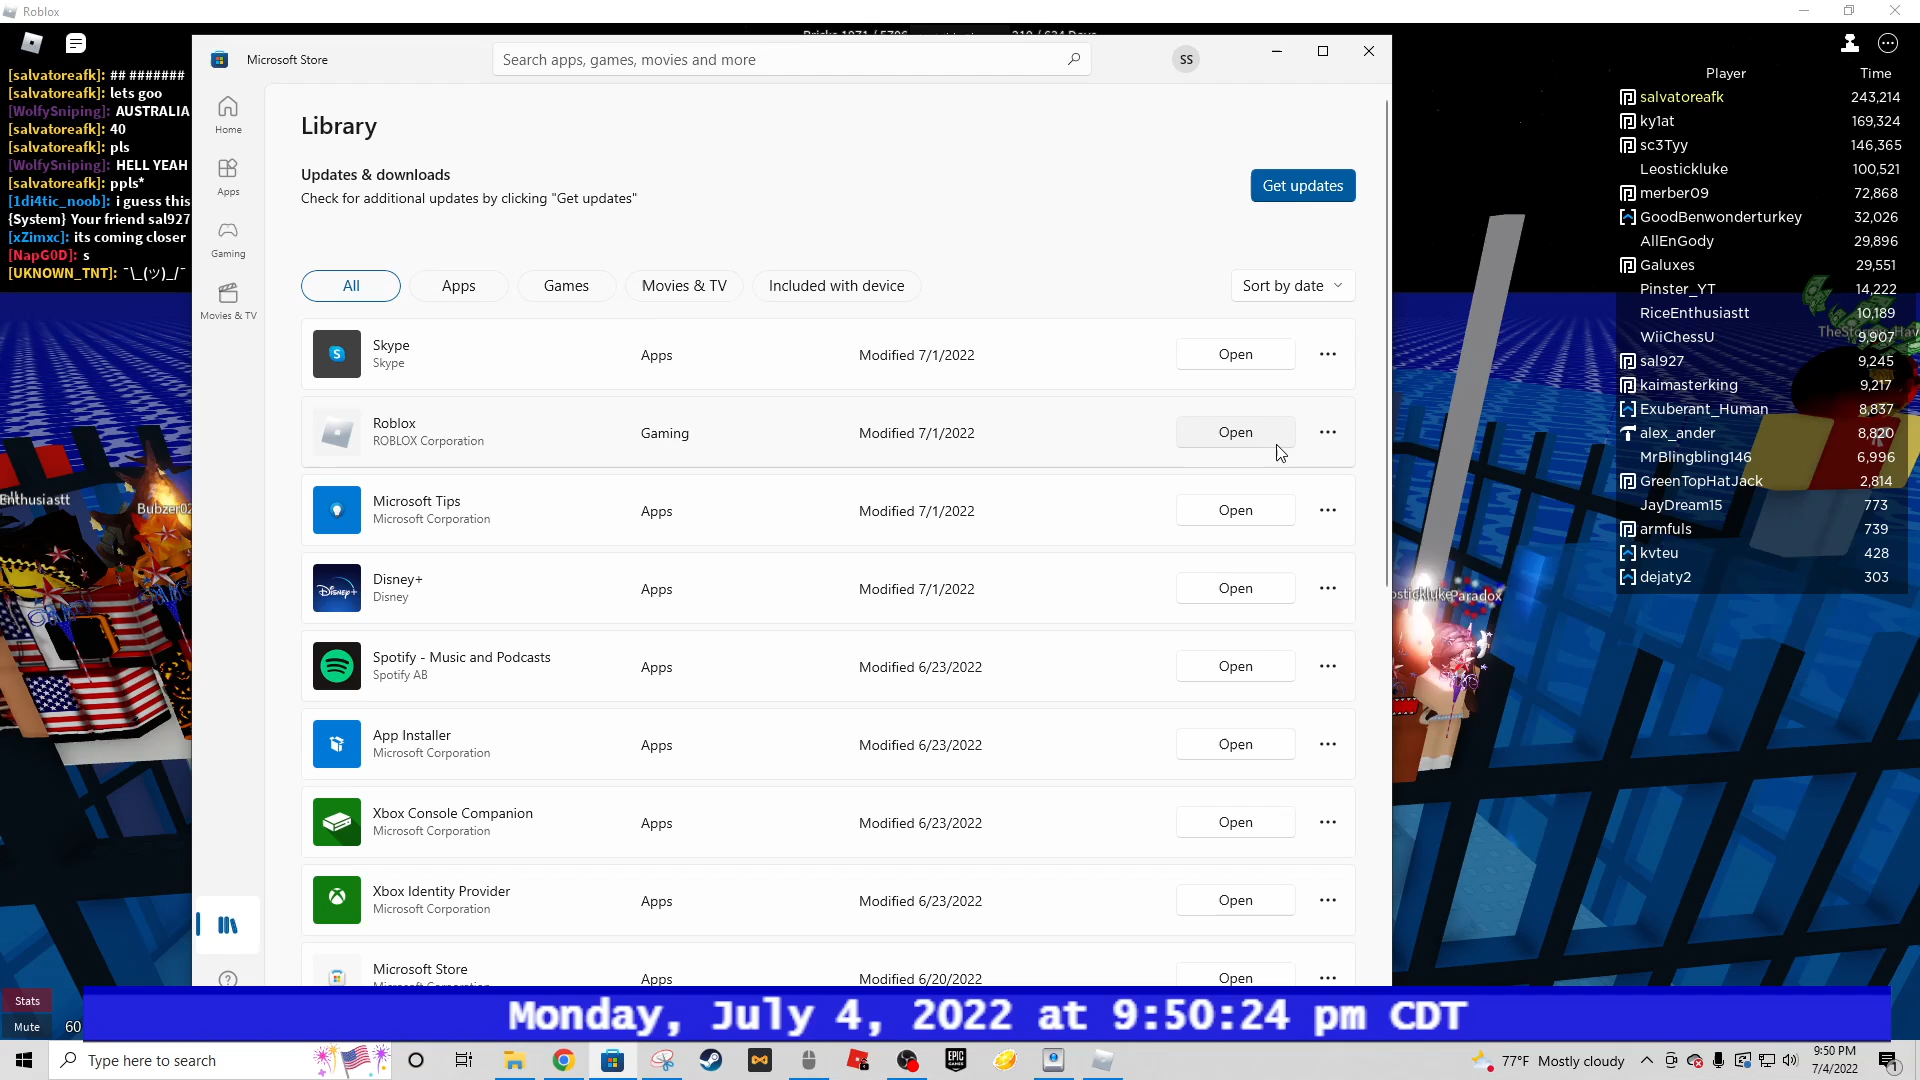 Roblox
[salvatoreafk]: ## #######
[salvatoreafk]: lets goo
[WolfySniping]: AUSTRALIA
[salvatoreafk]: 40
[salvatoreafk]: pls
[WolfySniping]: HELL YEAH
[salvatoreafk]: ppls*
[1di4tic_noob]: i guess this
{System} Your friend sal927
[xZimxc]: its coming closer
[NapG0D]: s
[UKNOWN_TNT]: ¯\_(ツ)_/¯
Microsoft Store
Search apps, games, movies and more
SS
Home
Apps
Gaming
Movies & TV
Library
Updates & downloads
Check for additional updates by clicking "Get updates"
Get updates
All Apps Games Movies & TV Included with device Sort by date
Skype
Skype
Apps Modified 7/1/2022 Open
Roblox
ROBLOX Corporation
Gaming Modified 7/1/2022 Open
Microsoft Tips
Microsoft Corporation
Apps Modified 7/1/2022 Open
Disney+
Disney
Apps Modified 7/1/2022 Open
Spotify - Music and Podcasts
Spotify AB
Apps Modified 6/23/2022 Open
App Installer
Microsoft Corporation
Apps Modified 6/23/2022 Open
Xbox Console Companion
Microsoft Corporation
Apps Modified 6/23/2022 Open
Xbox Identity Provider
Microsoft Corporation
Apps Modified 6/23/2022 Open
Microsoft Store
Apps Modified 6/20/2022 Open
Player Time
salvatoreafk 243,214
ky1at 169,324
sc3Tyy 146,365
Leostickluke 100,521
merber09 72,868
GoodBenwonderturkey 32,026
AllEnGody 29,896
Galuxes 29,551
Pinster_YT 14,222
RiceEnthusiastt 10,189
WiiChessU 9,907
sal927 9,245
kaimasterking 9,217
Exuberant_Human 8,837
alex_ander 8,820
MrBlingbling146 6,996
GreenTopHatJack 2,814
JayDream15 773
armfuls 739
kvteu 428
dejaty2 303
Enthusiastt
Bubzer02
Paradox
Stats
Mute 60
Monday, July 4, 2022 at 9:50:24 pm CDT
Type here to search
EPIC GAMES
77°F Mostly cloudy
9:50 PM
7/4/2022
1